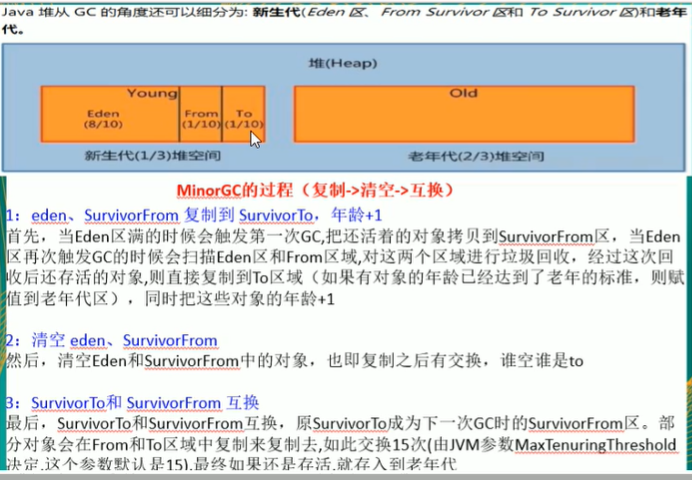 Java 堆从 GC 的角度还可以细分为: 新生代(Eden 区、From Survivor 区和 To Survivor 区)和老年
代。
堆(Heap)
Young
Old
Eden
(8/10)
From
(1/10)
To
(1/10)
新生代(1/3)堆空间
老年代(2/3)堆空间
MinorGC的过程（复制->清空->互换）
1：eden、SurvivorFrom 复制到 SurvivorTo，年龄+1
首先，当Eden区满的时候会触发第一次GC,把还活着的对象拷贝到SurvivorFrom区，当Eden
区再次触发GC的时候会扫描Eden区和From区域,对这两个区域进行垃圾回收，经过这次回
收后还存活的对象,则直接复制到To区域（如果有对象的年龄已经达到了老年的标准，则赋
值到老年代区），同时把这些对象的年龄+1
2：清空 eden、SurvivorFrom
然后，清空Eden和SurvivorFrom中的对象，也即复制之后有交换，谁空谁是to
3：SurvivorTo和 SurvivorFrom 互换
最后，SurvivorTo和SurvivorFrom互换，原SurvivorTo成为下一次GC时的SurvivorFrom区。部
分对象会在From和To区域中复制来复制去,如此交换15次(由JVM参数MaxTenuringThreshold
决定,这个参数默认是15),最终如果还是存活,就存入到老年代